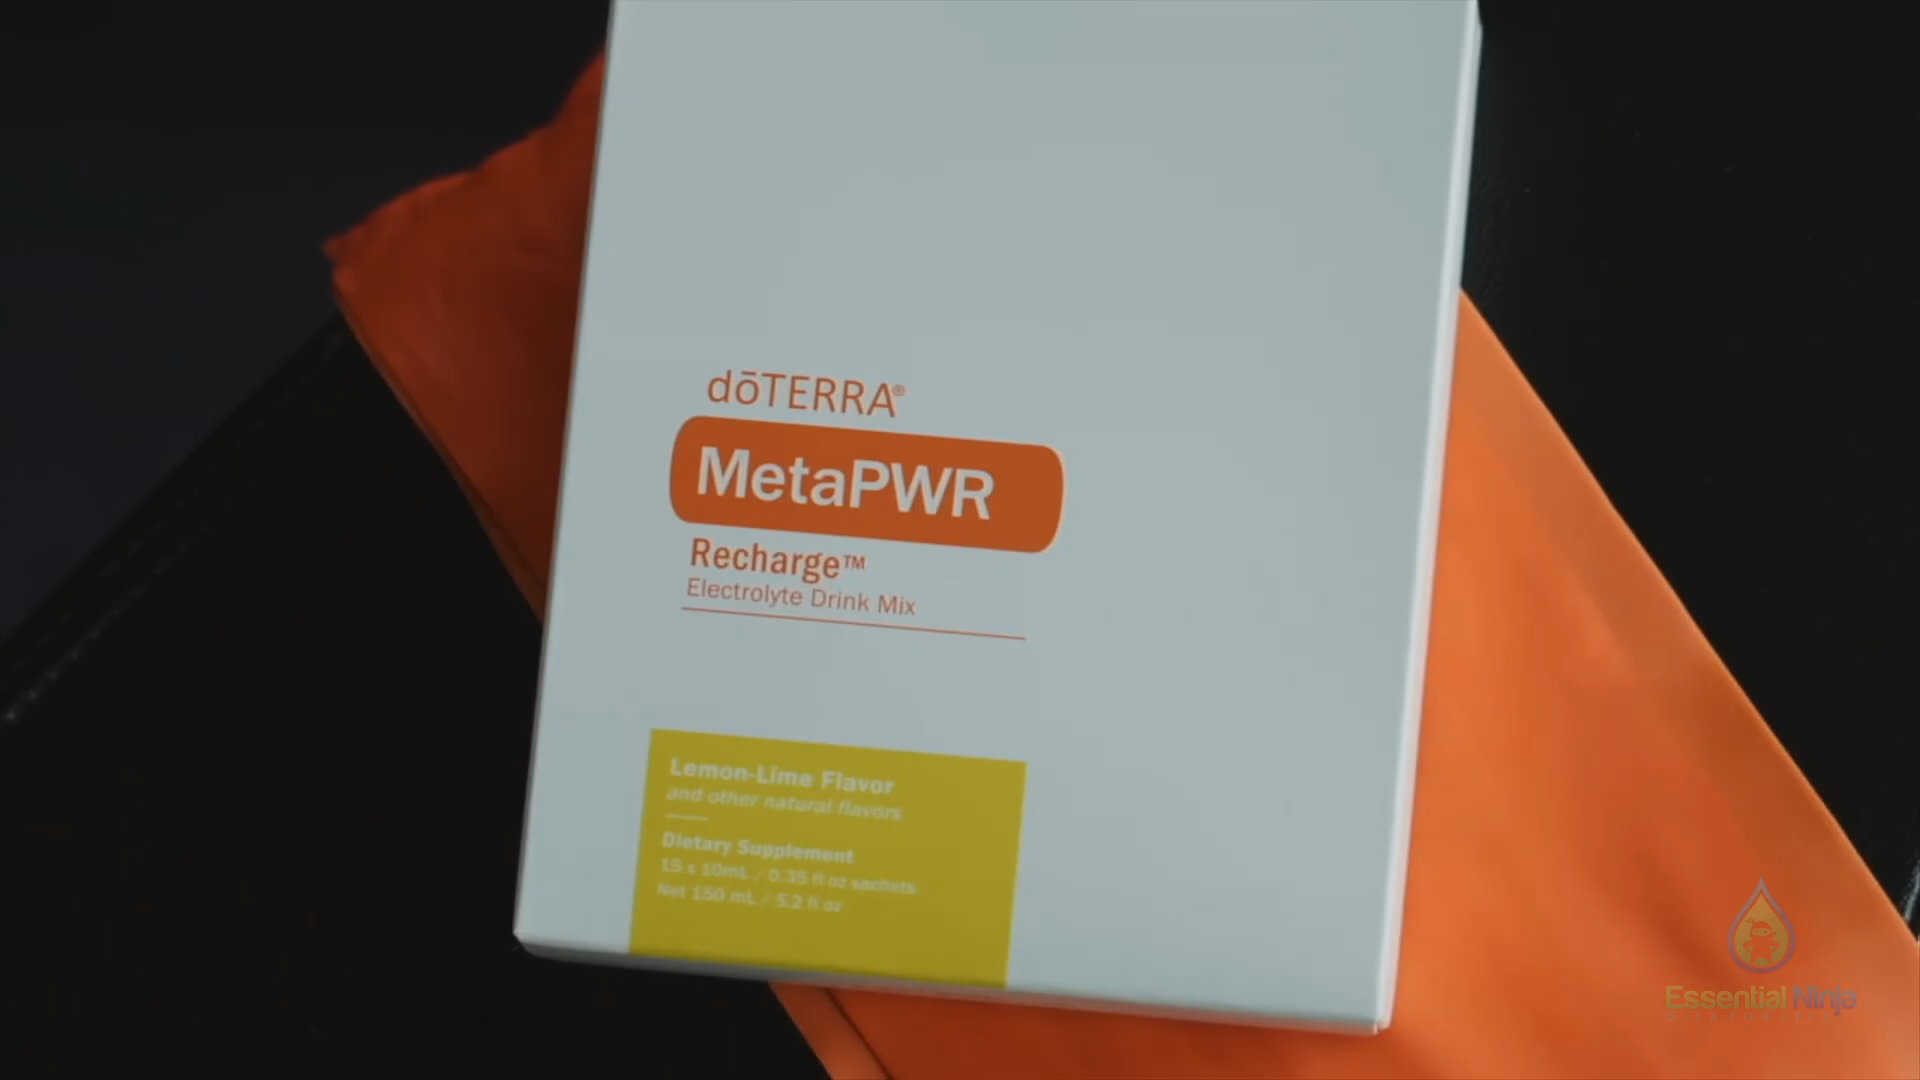 dōTERRA®
MetaPWR
Recharge™
Electrolyte Drink Mix
Lemon-Lime Flavor
and other natural flavors
Dietary Supplement
15 x 10mL / 0.35 fl oz sachets
Net 150 mL / 5.2 fl oz
Essential Ninja